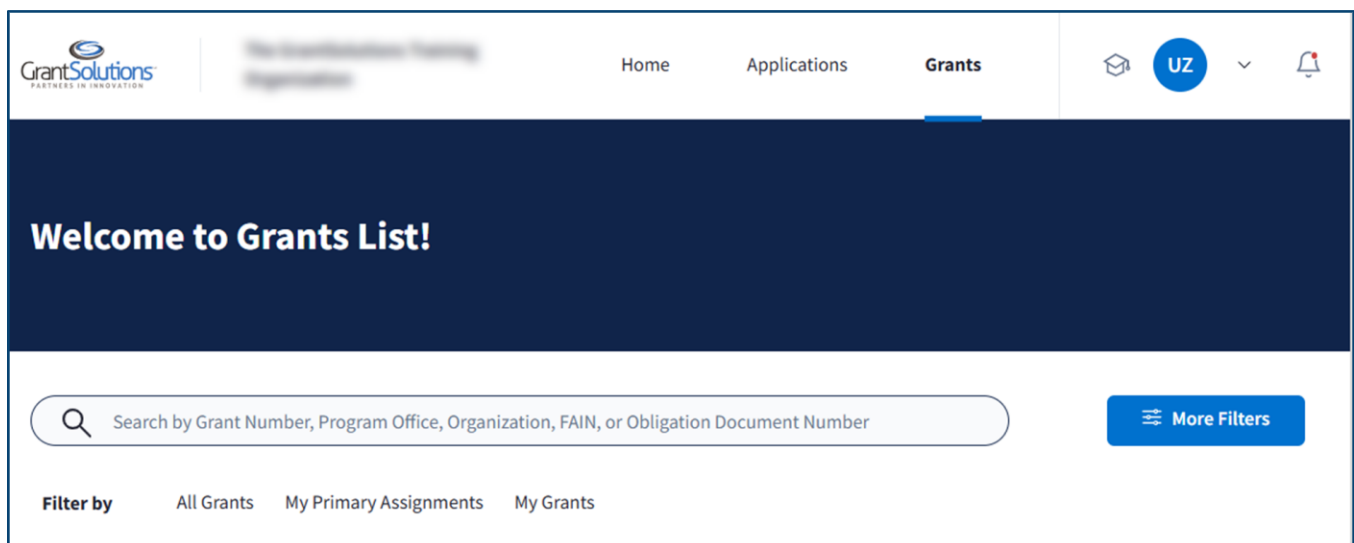 GrantSolutions
PARTNERS IN INNOVATION
Home Applications Grants UZ
Welcome to Grants List!
Search by Grant Number, Program Office, Organization, FAIN, or Obligation Document Number
More Filters
Filter by All Grants My Primary Assignments My Grants